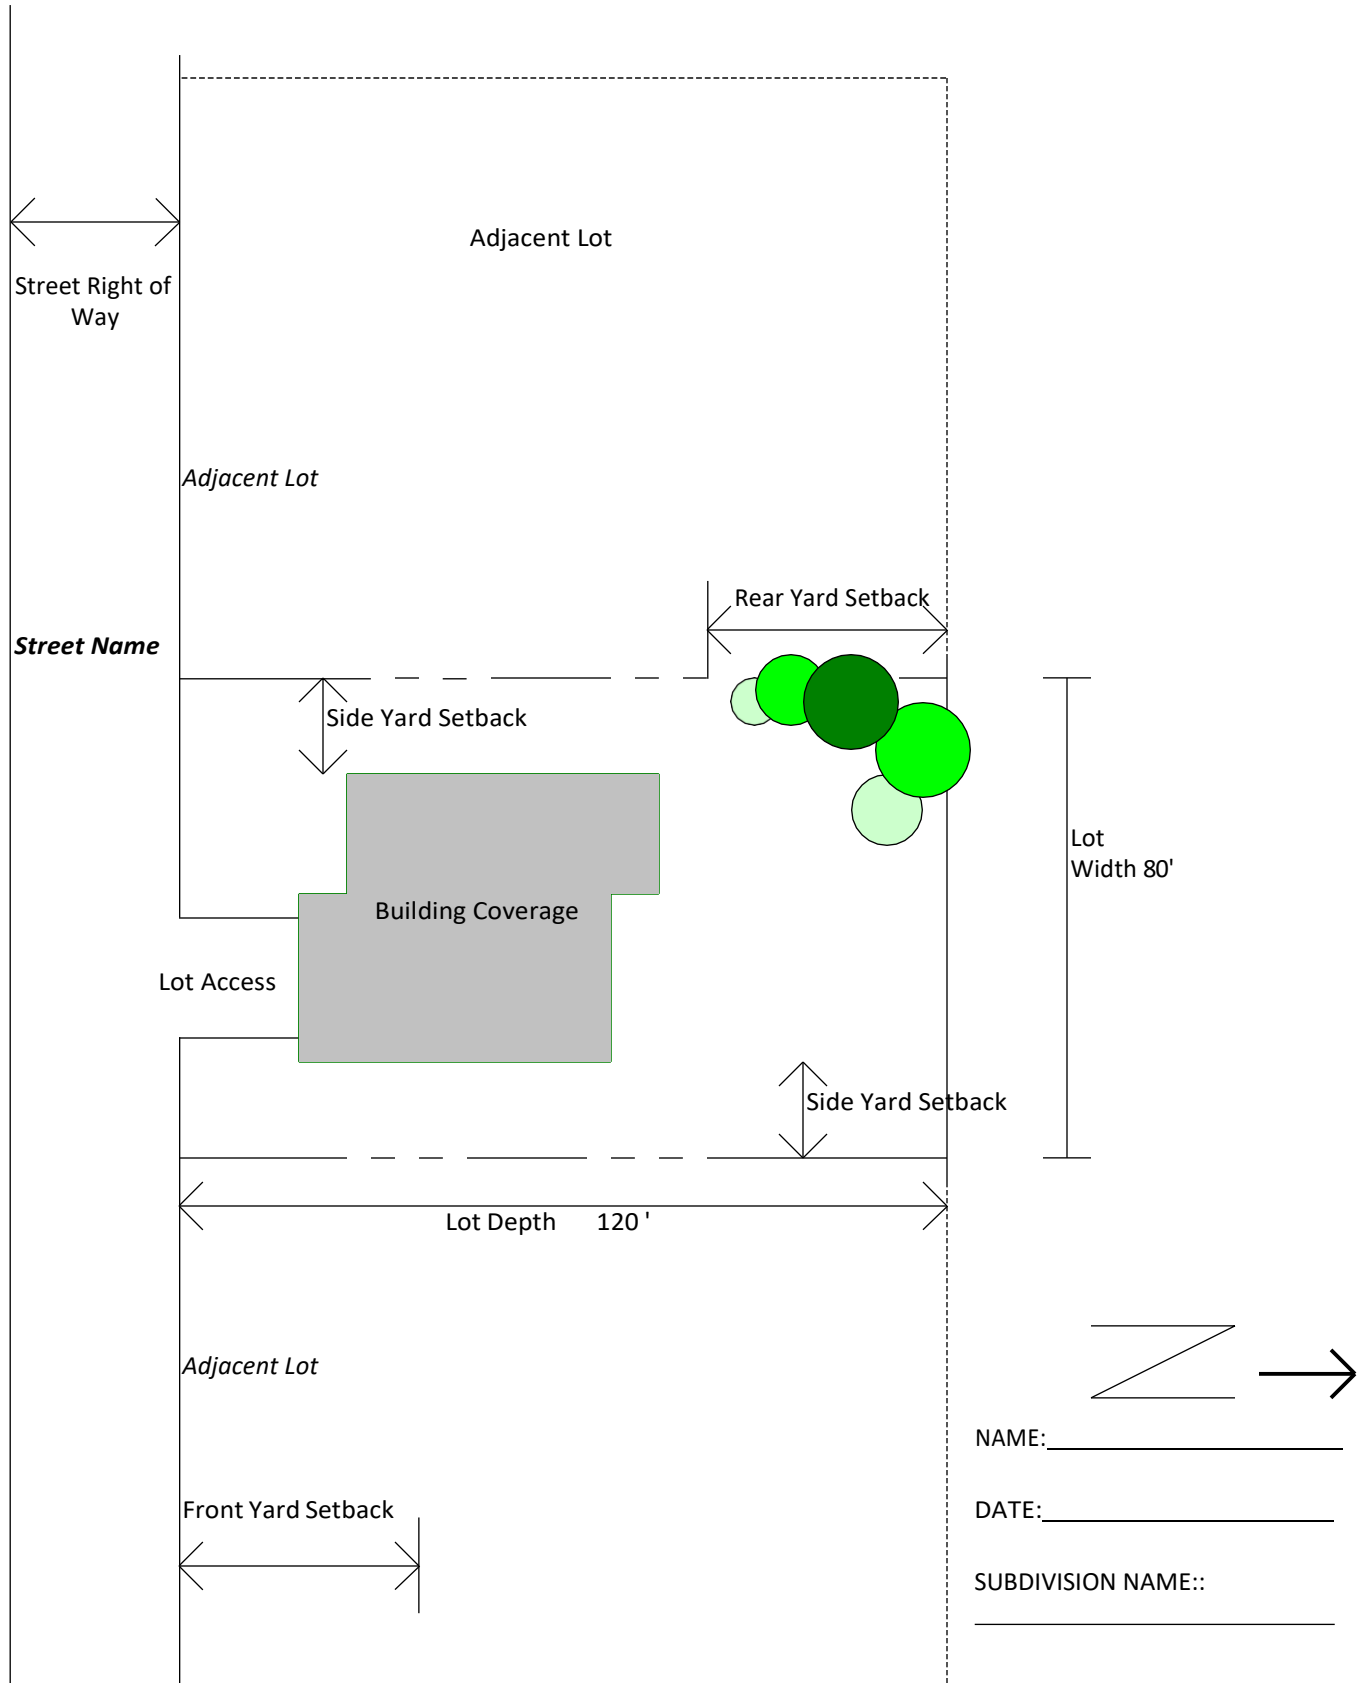 Adjacent Lot
Street Right of
Way
Adjacent Lot
Rear Yard Setback
Street Name
Side Yard Setback
Lot
Width 80'
Building Coverage
Lot Access
Side Yard Setback
Lot Depth 120 '
Adjacent Lot
NAME:
Front Yard Setback
DATE:
SUBDIVISION NAME::